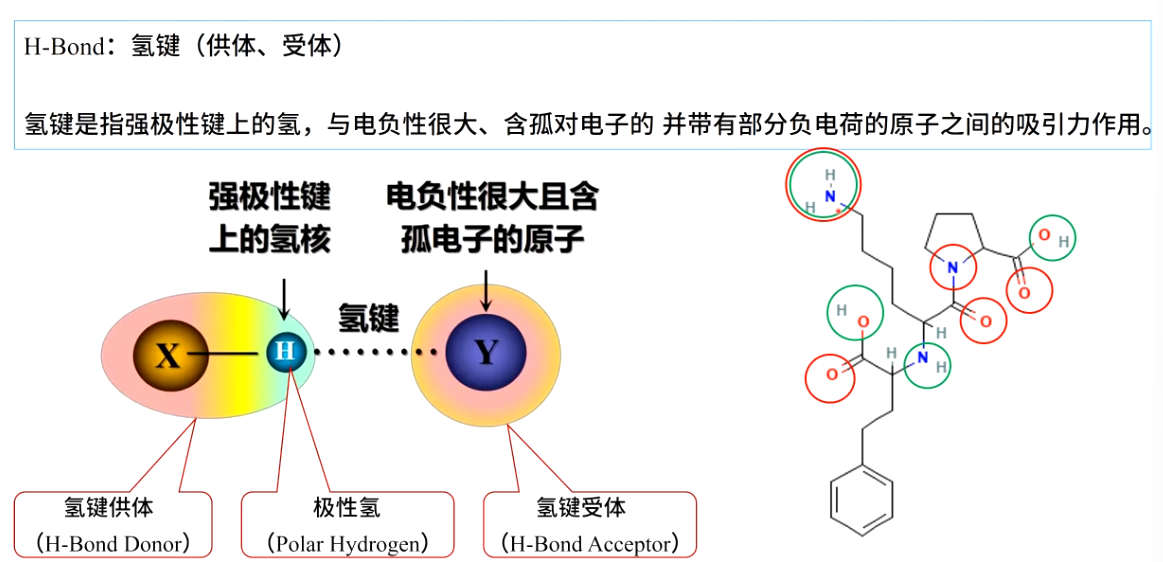 H-Bond：氢键（供体、受体）
氢键是指强极性键上的氢，与电负性很大、含孤对电子的 并带有部分负电荷的原子之间的吸引力作用。
强极性键
上的氢核
电负性很大且含
孤电子的原子
氢键
X
H
Y
氢键供体
（H-Bond Donor）
极性氢
（Polar Hydrogen）
氢键受体
（H-Bond Acceptor）
H
N
H
O
H
N
O
O
H
O
H
H
N
H
O